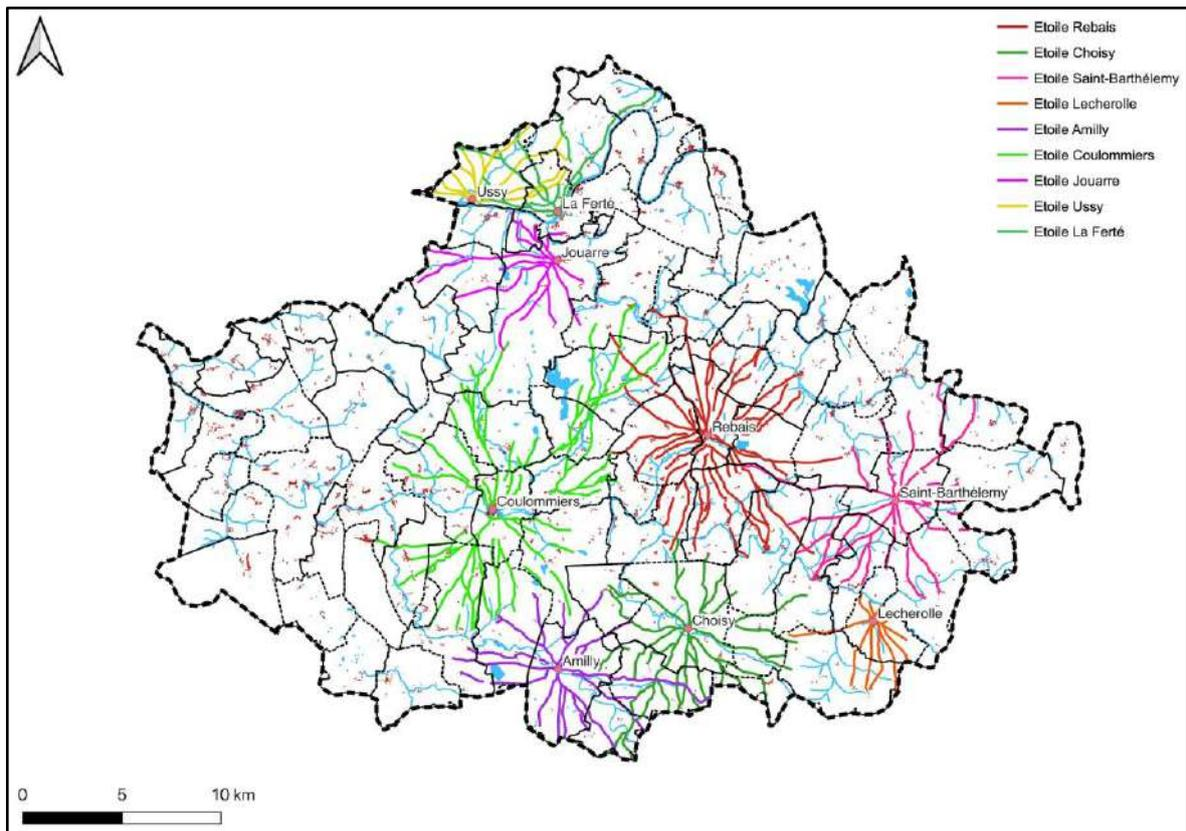 Etoile Rebais
Etoile Choisy
Etoile Saint-Barthélemy
Etoile Lecherolle
Etoile Amilly
Etoile Coulommiers
Etoile Jouarre
Etoile Ussy
Etoile La Ferté
Ussy
La Ferté
Jouarre
Rebais
Saint-Barthélemy
Coulommiers
Lecherolle
Choisy
Amilly
0 5 10 km